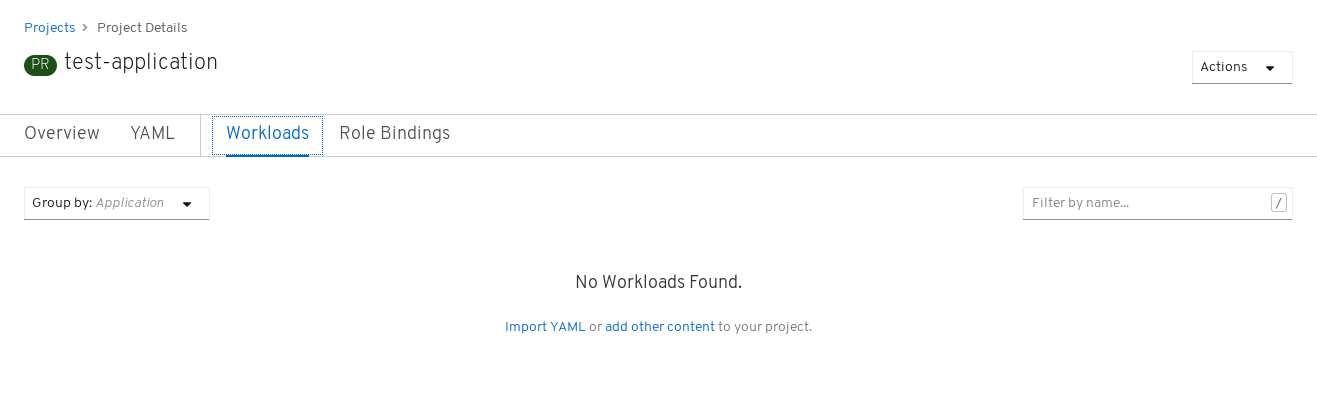 Projects > Project Details
PR test-application
Actions
Overview YAML Workloads Role Bindings
Group by: Application
Filter by name... /
No Workloads Found.
Import YAML or add other content to your project.